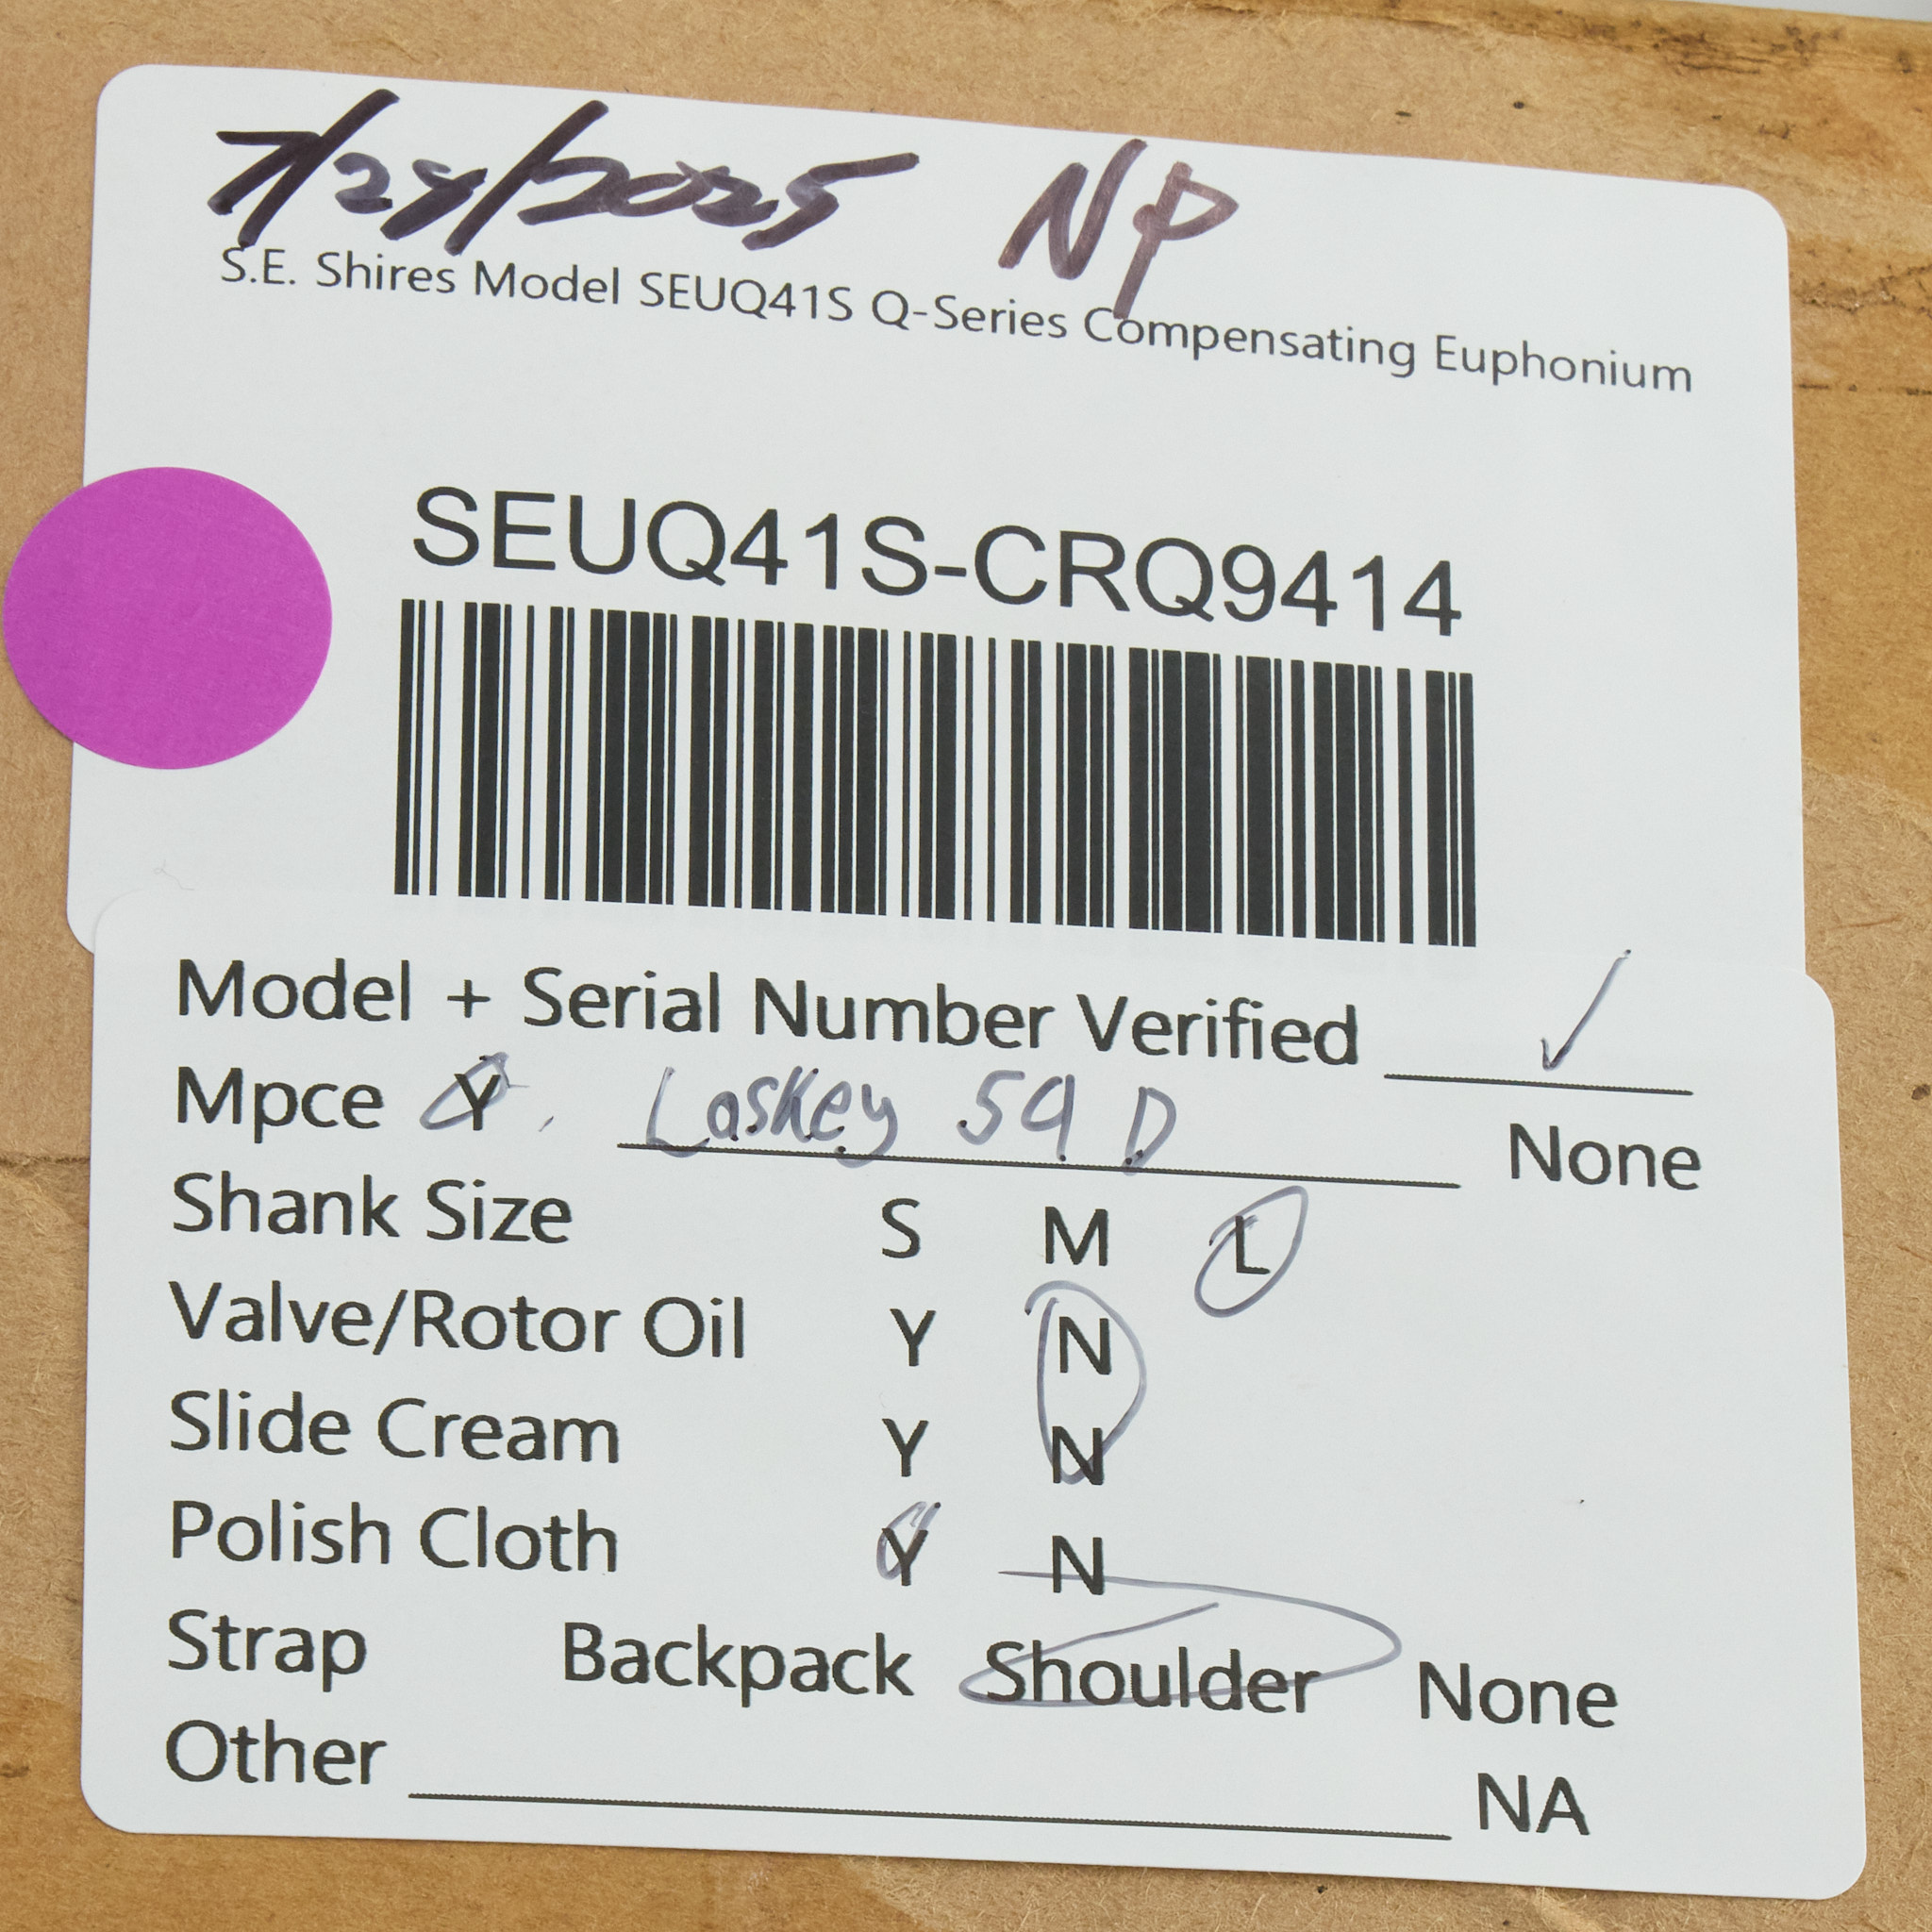 7/28/2025 NP
S.E. Shires Model SEUQ41S Q-Series Compensating Euphonium
SEUQ41S-CRQ9414
Model + Serial Number Verified ✓
Mpce Y Laskey 59 D None
Shank Size S M L
Valve/Rotor Oil Y N
Slide Cream Y N
Polish Cloth Y N
Strap Backpack Shoulder None
Other NA